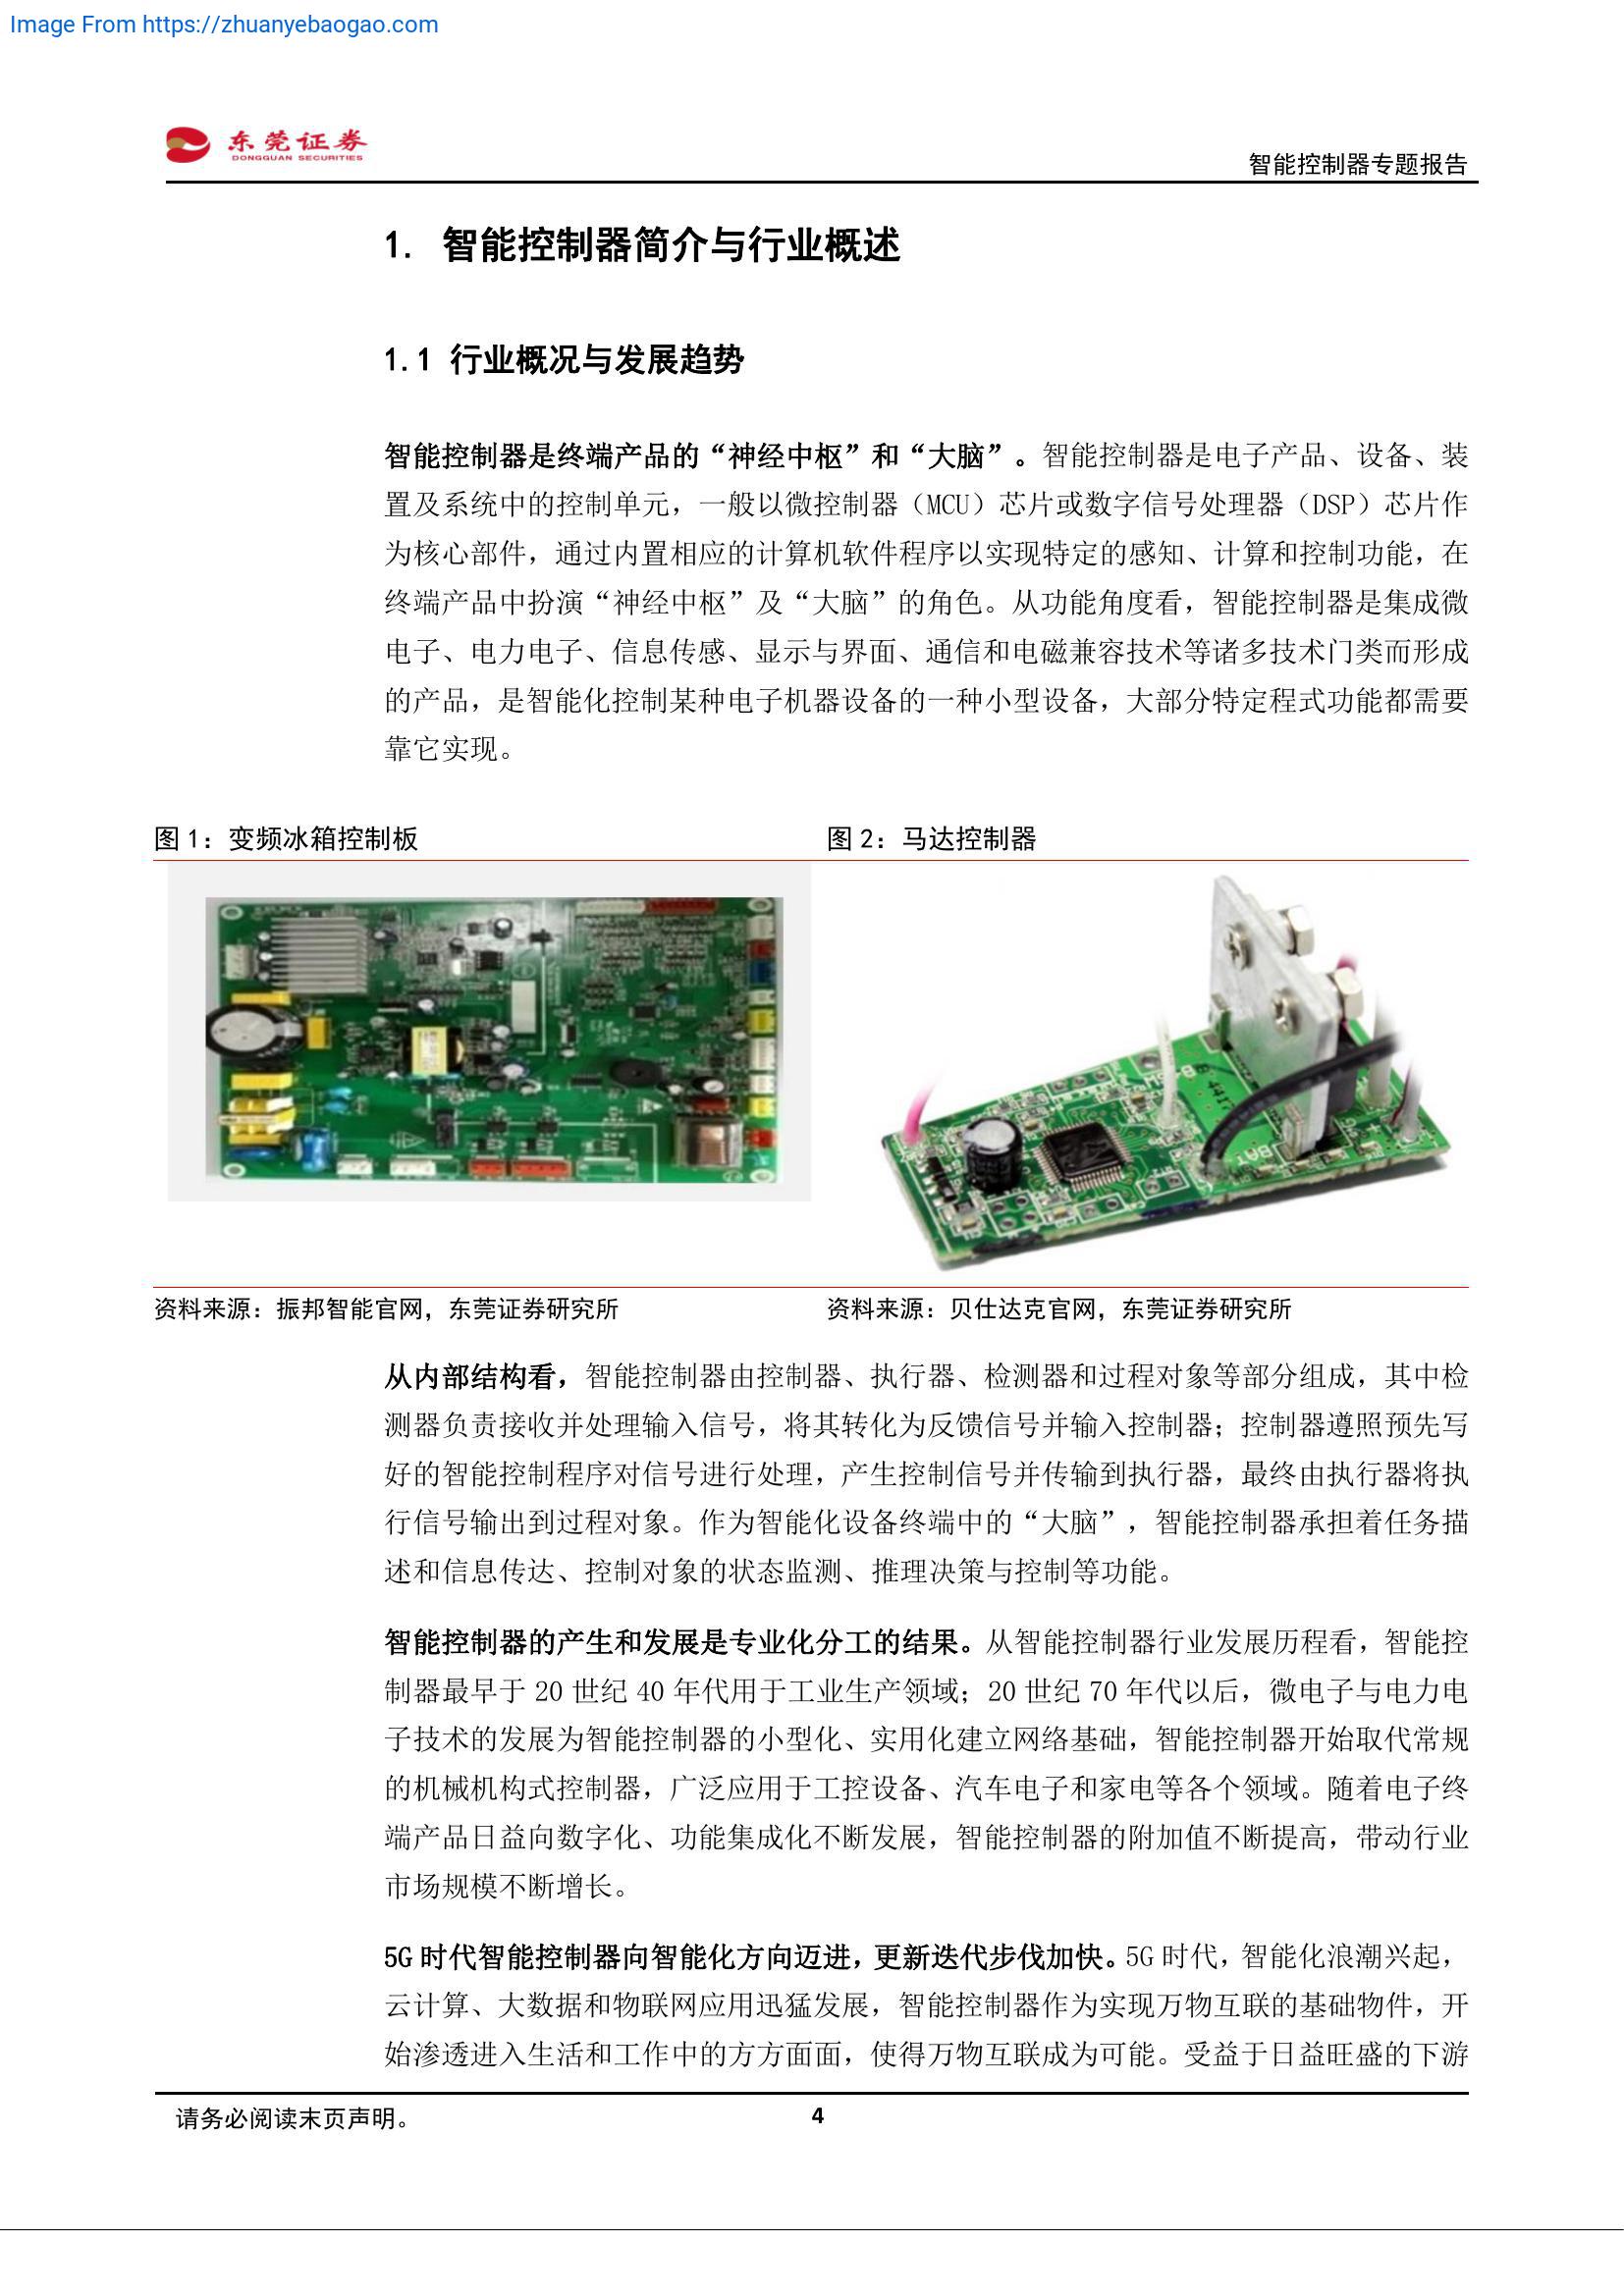 Image From https://zhuanyebaogao.com
东莞证券
DONGGUAN SECURITIES
智能控制器专题报告
1. 智能控制器简介与行业概述
1.1 行业概况与发展趋势
智能控制器是终端产品的“神经中枢”和“大脑”。智能控制器是电子产品、设备、装
置及系统中的控制单元，一般以微控制器（MCU）芯片或数字信号处理器（DSP）芯片作
为核心部件，通过内置相应的计算机软件程序以实现特定的感知、计算和控制功能，在
终端产品中扮演“神经中枢”及“大脑”的角色。从功能角度看，智能控制器是集成微
电子、电力电子、信息传感、显示与界面、通信和电磁兼容技术等诸多技术门类而形成
的产品，是智能化控制某种电子机器设备的一种小型设备，大部分特定程式功能都需要
靠它实现。
图 1：变频冰箱控制板
图 2：马达控制器
资料来源：振邦智能官网，东莞证券研究所
资料来源：贝仕达克官网，东莞证券研究所
从内部结构看，智能控制器由控制器、执行器、检测器和过程对象等部分组成，其中检
测器负责接收并处理输入信号，将其转化为反馈信号并输入控制器；控制器遵照预先写
好的智能控制程序对信号进行处理，产生控制信号并传输到执行器，最终由执行器将执
行信号输出到过程对象。作为智能化设备终端中的“大脑”，智能控制器承担着任务描
述和信息传达、控制对象的状态监测、推理决策与控制等功能。
智能控制器的产生和发展是专业化分工的结果。从智能控制器行业发展历程看，智能控
制器最早于 20 世纪 40 年代用于工业生产领域；20 世纪 70 年代以后，微电子与电力电
子技术的发展为智能控制器的小型化、实用化建立网络基础，智能控制器开始取代常规
的机械机构式控制器，广泛应用于工控设备、汽车电子和家电等各个领域。随着电子终
端产品日益向数字化、功能集成化不断发展，智能控制器的附加值不断提高，带动行业
市场规模不断增长。
5G 时代智能控制器向智能化方向迈进，更新迭代步伐加快。5G 时代，智能化浪潮兴起，
云计算、大数据和物联网应用迅猛发展，智能控制器作为实现万物互联的基础物件，开
始渗透进入生活和工作中的方方面面，使得万物互联成为可能。受益于日益旺盛的下游
请务必阅读末页声明。
4